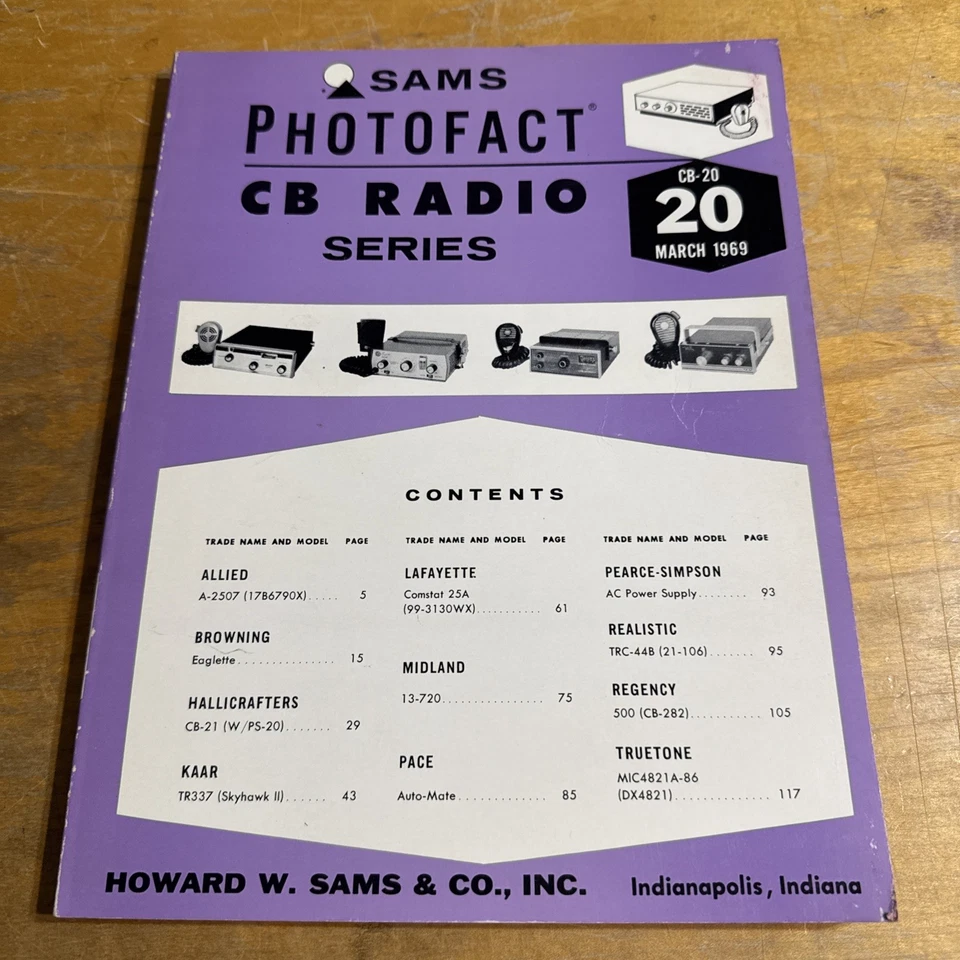 SAMS
PHOTOFACT®
CB RADIO
SERIES
CB-20
20
MARCH 1969
CONTENTS
TRADE NAME AND MODEL PAGE
ALLIED
A-2507 (17B6790X)..... 5
BROWNING
Eaglette............... 15
HALLICRAFTERS
CB-21 (W/PS-20)....... 29
KAAR
TR337 (Skyhawk II)...... 43
TRADE NAME AND MODEL PAGE
LAFAYETTE
Comstat 25A
(99-3130WX)........... 61
MIDLAND
13-720................ 75
PACE
Auto-Mate............. 85
TRADE NAME AND MODEL PAGE
PEARCE-SIMPSON
AC Power Supply........ 93
REALISTIC
TRC-44B (21-106)....... 95
REGENCY
500 (CB-282)........... 105
TRUETONE
MIC4821A-86
(DX4821).............. 117
HOWARD W. SAMS & CO., INC.
Indianapolis, Indiana